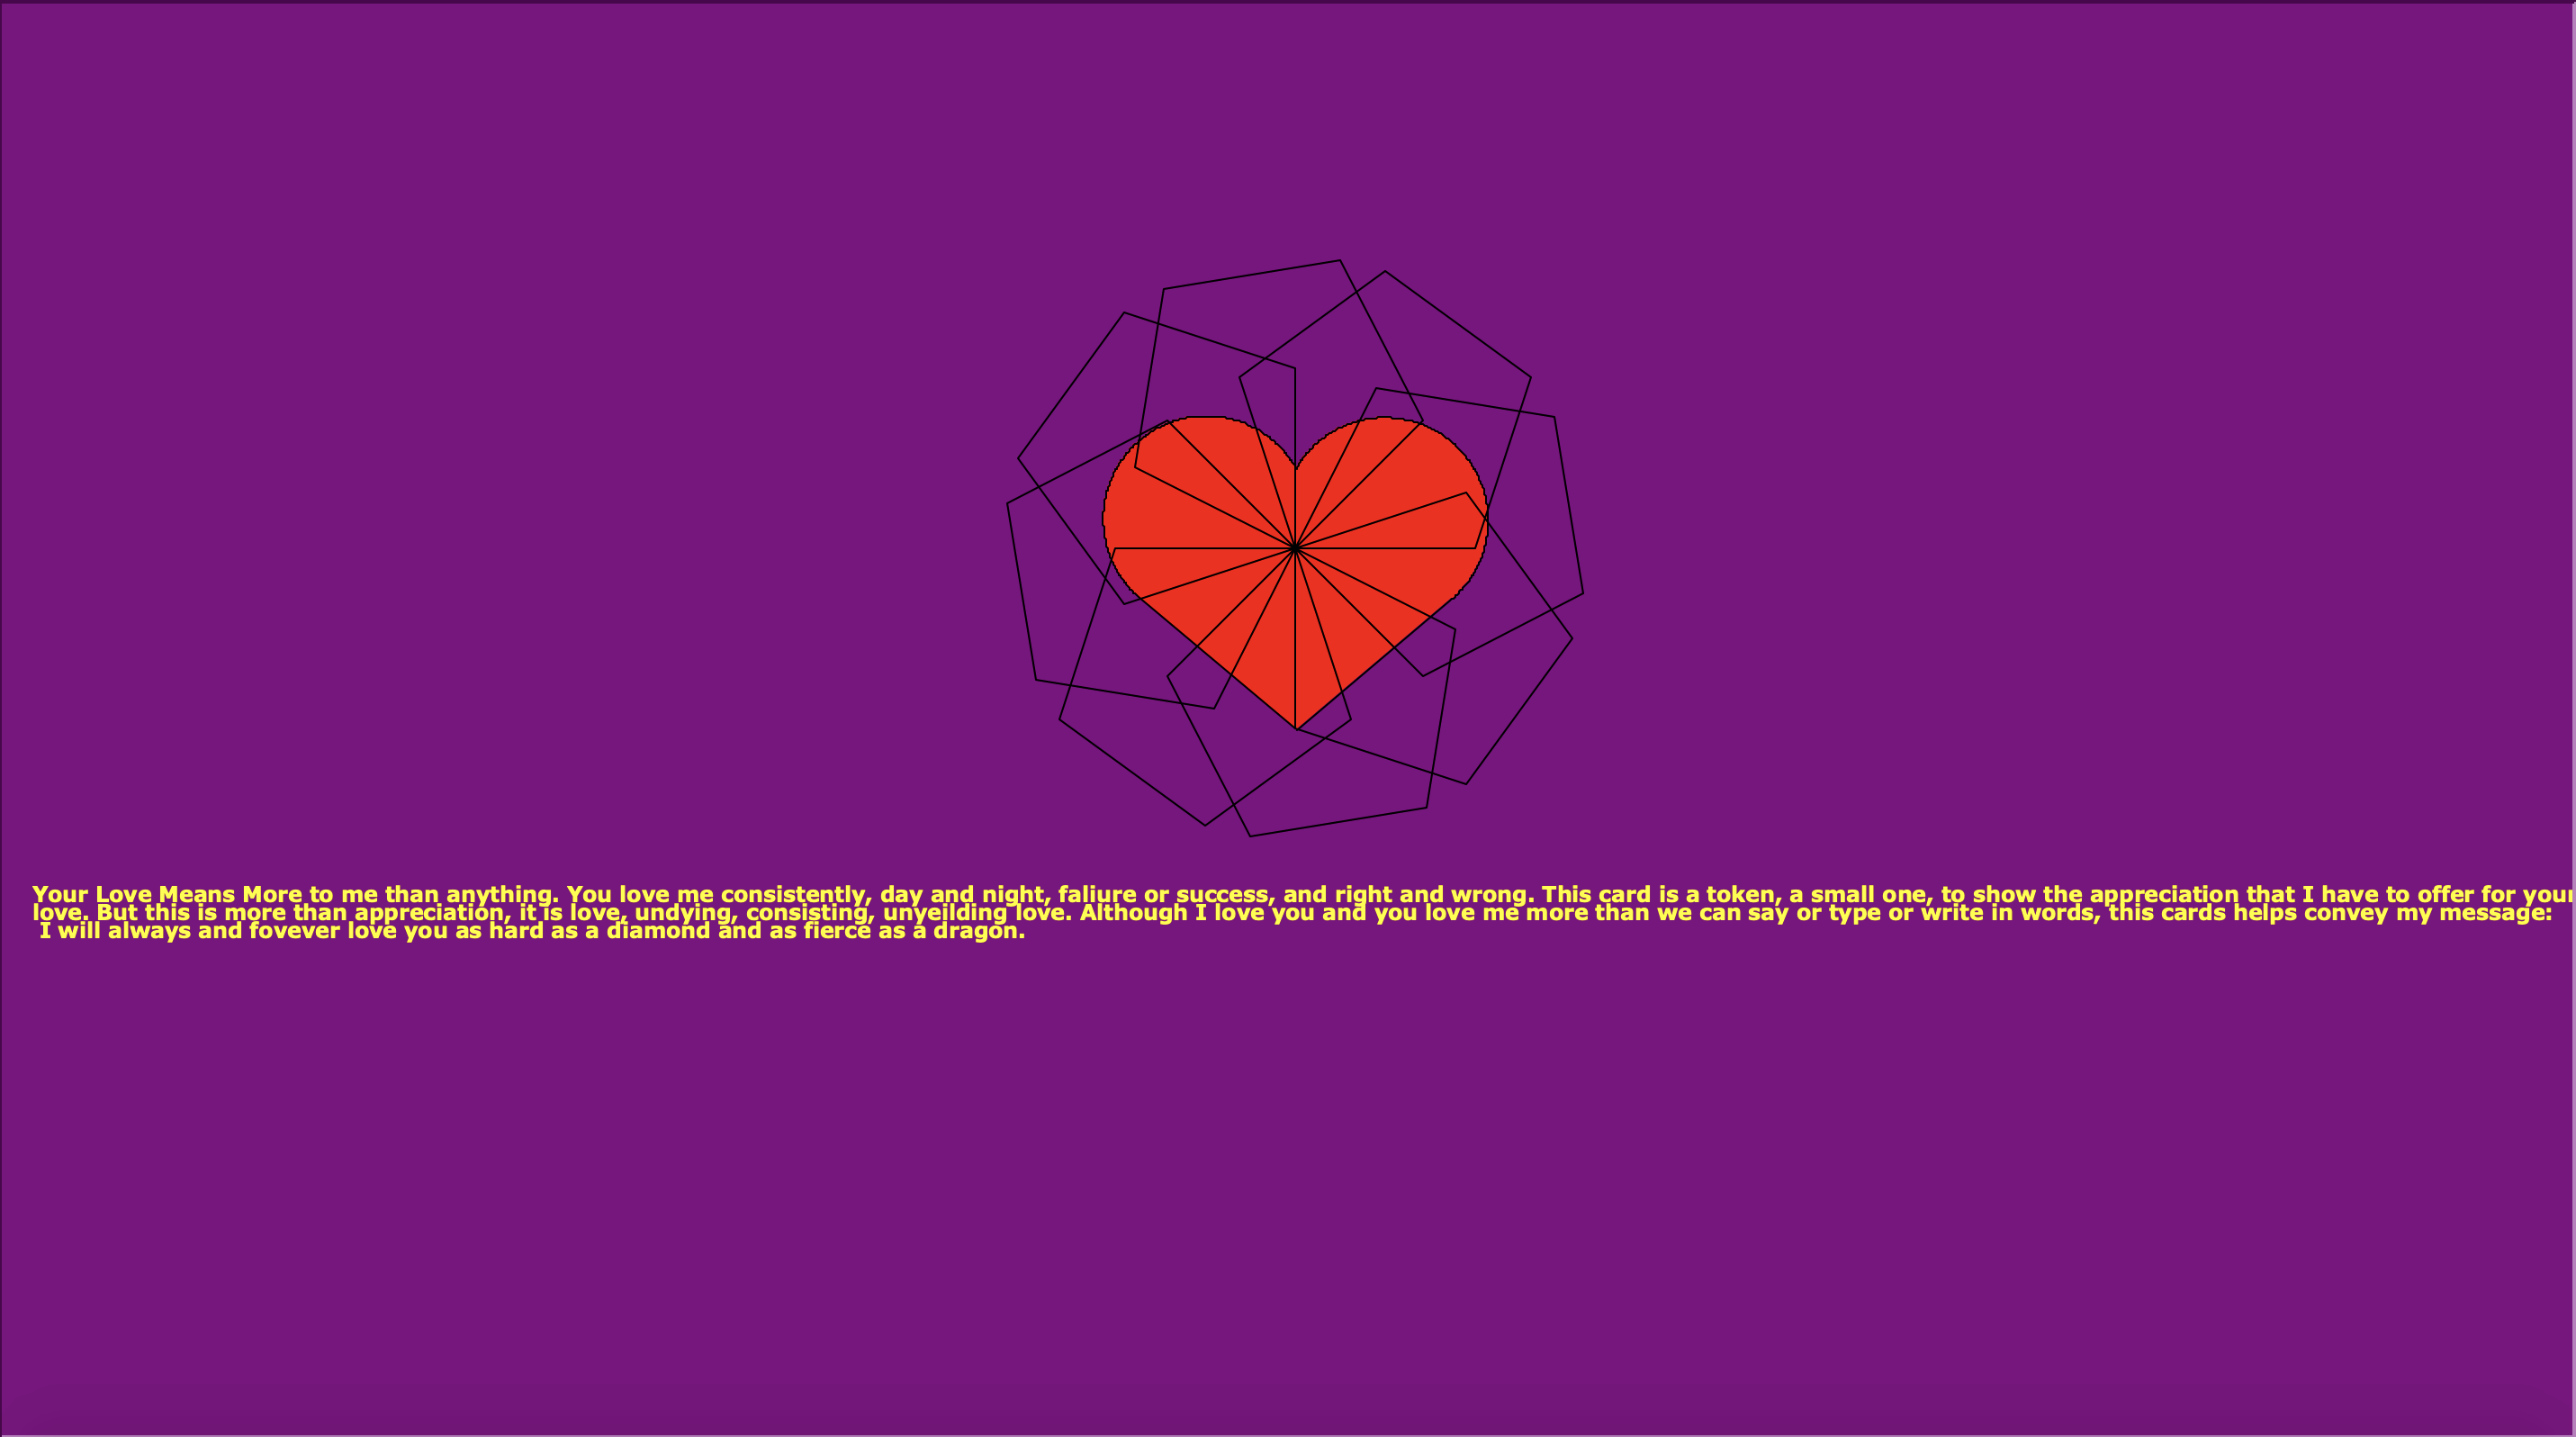 Your Love Means More to me than anything. You love me consistently, day and night, faliure or success, and right and wrong. This card is a token, a small one, to show the appreciation that I have to offer for your
love. But this is more than appreciation, it is love, undying, consisting, unyeilding love. Although I love you and you love me more than we can say or type or write in words, this cards helps convey my message:
I will always and fovever love you as hard as a diamond and as fierce as a dragon.